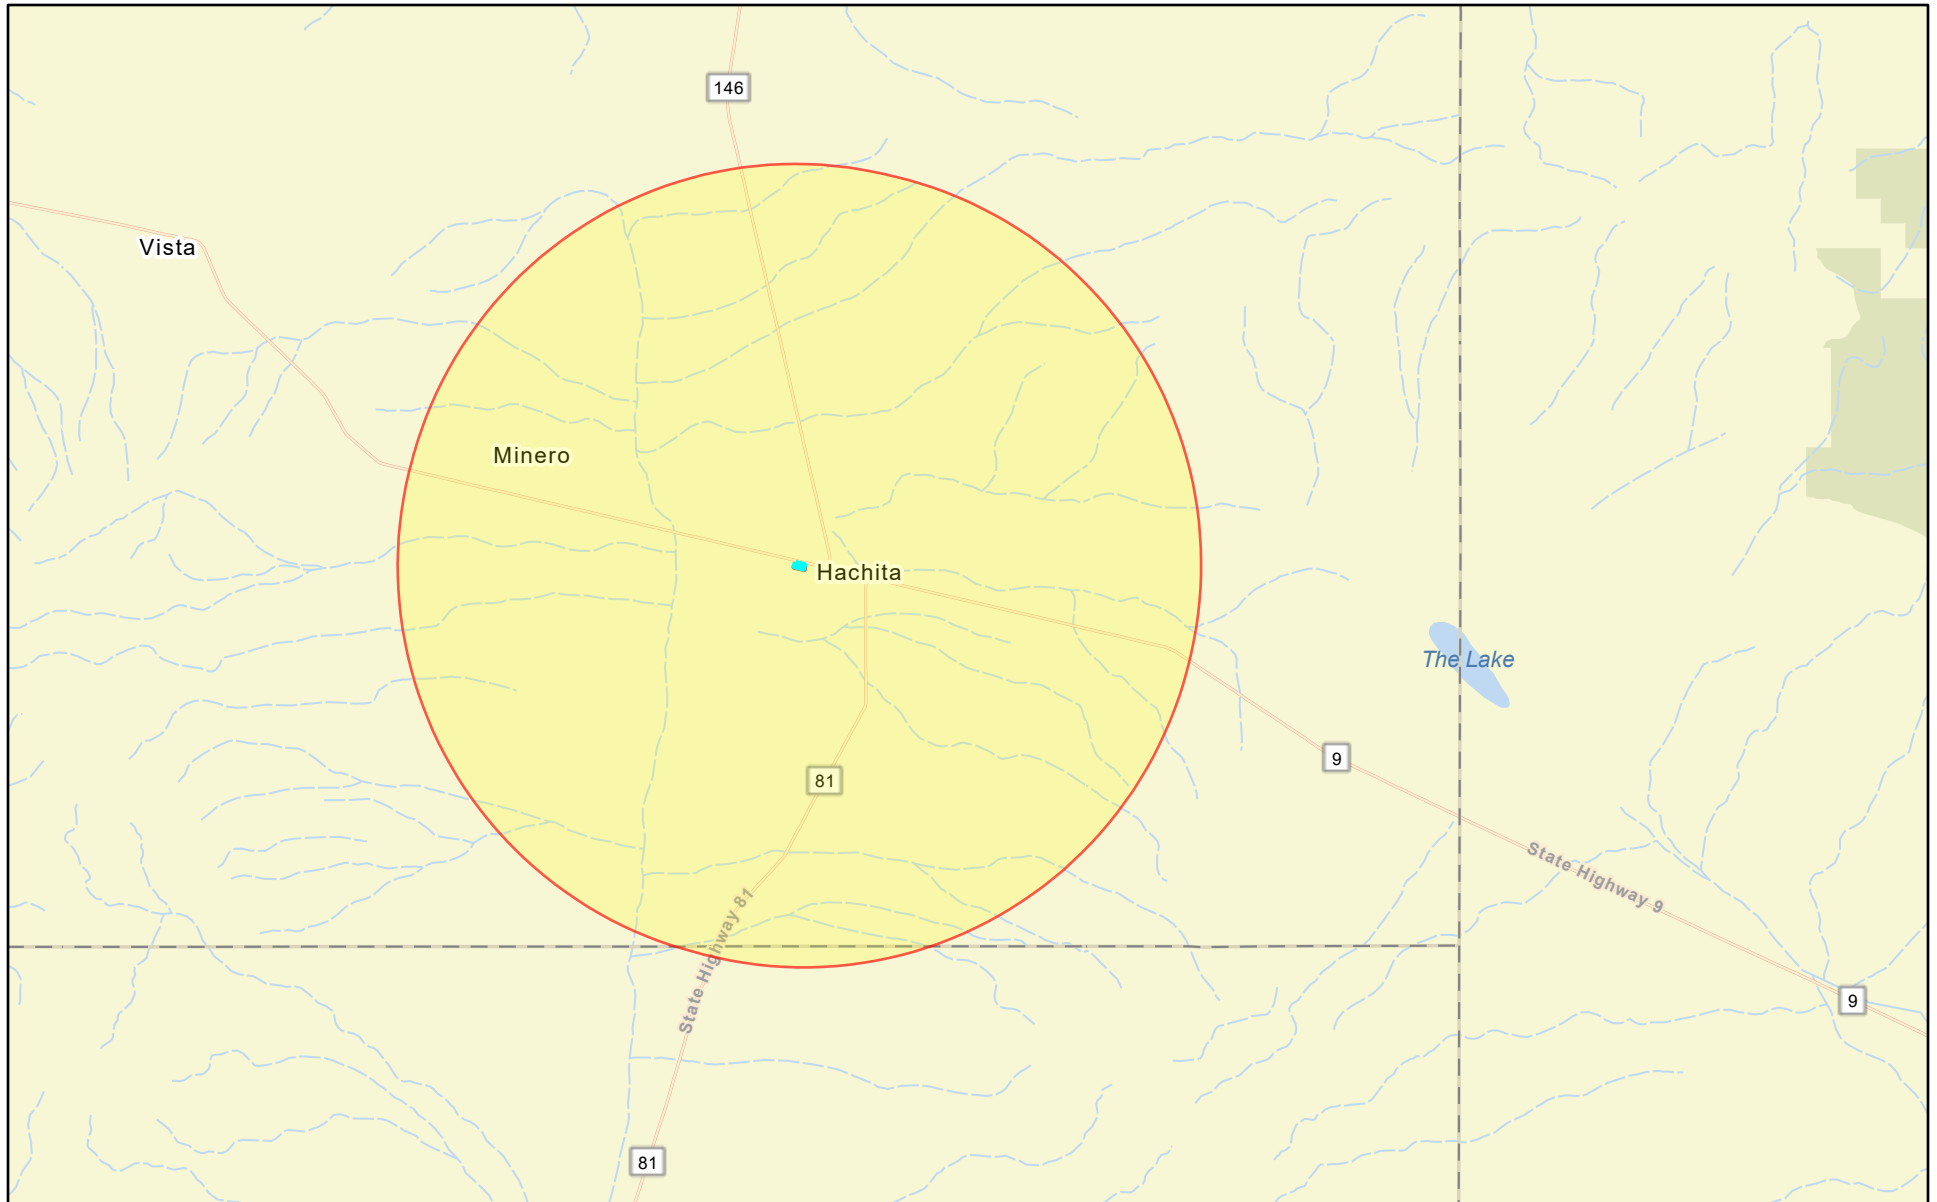 146
Vista
Minero
Hachita
The Lake
9
81
State Highway 9
State Highway 81
9
81